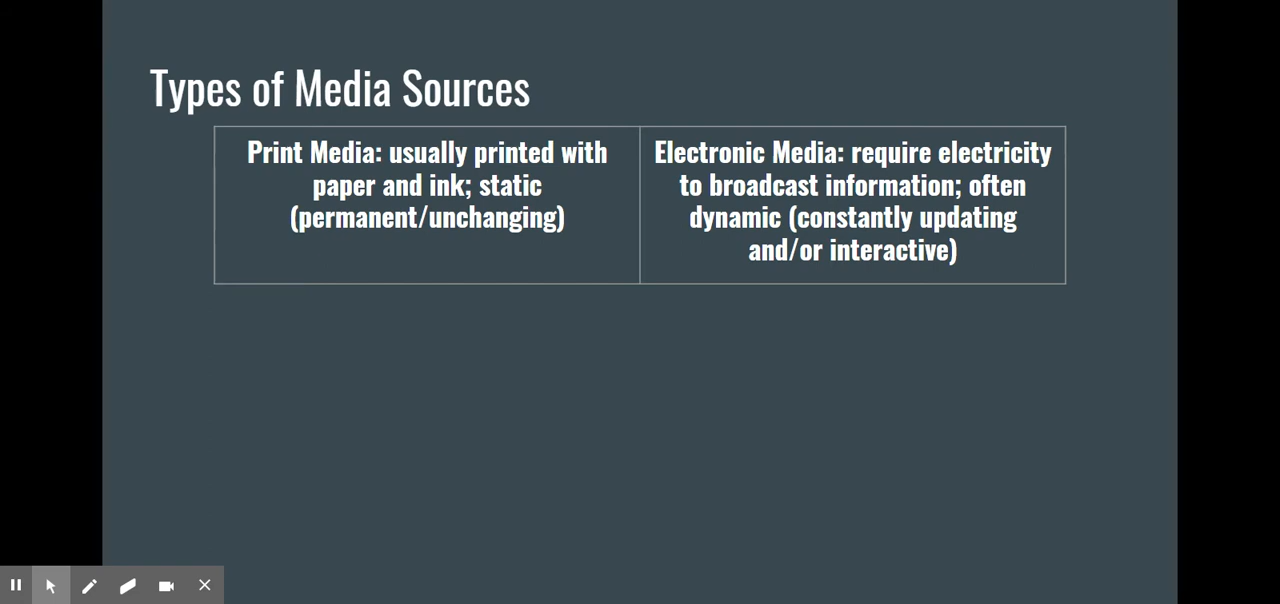 Types of Media Sources
Print Media: usually printed with
paper and ink; static
(permanent/unchanging)
Electronic Media: require electricity
to broadcast information; often
dynamic (constantly updating
and/or interactive)